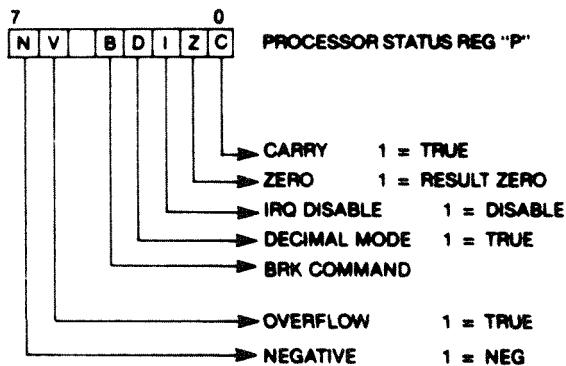 7 0
N V B D I Z C PROCESSOR STATUS REG "P"
CARRY 1 = TRUE
ZERO 1 = RESULT ZERO
IRQ DISABLE 1 = DISABLE
DECIMAL MODE 1 = TRUE
BRK COMMAND
OVERFLOW 1 = TRUE
NEGATIVE 1 = NEG